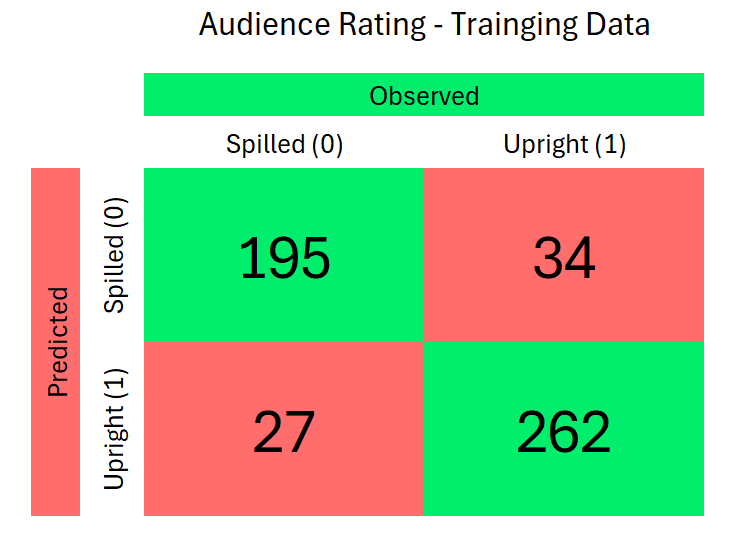 Audience Rating - Trainging Data
Observed
Spilled (0)
Upright (1)
Predicted
Spilled (0)
195
34
Upright (1)
27
262